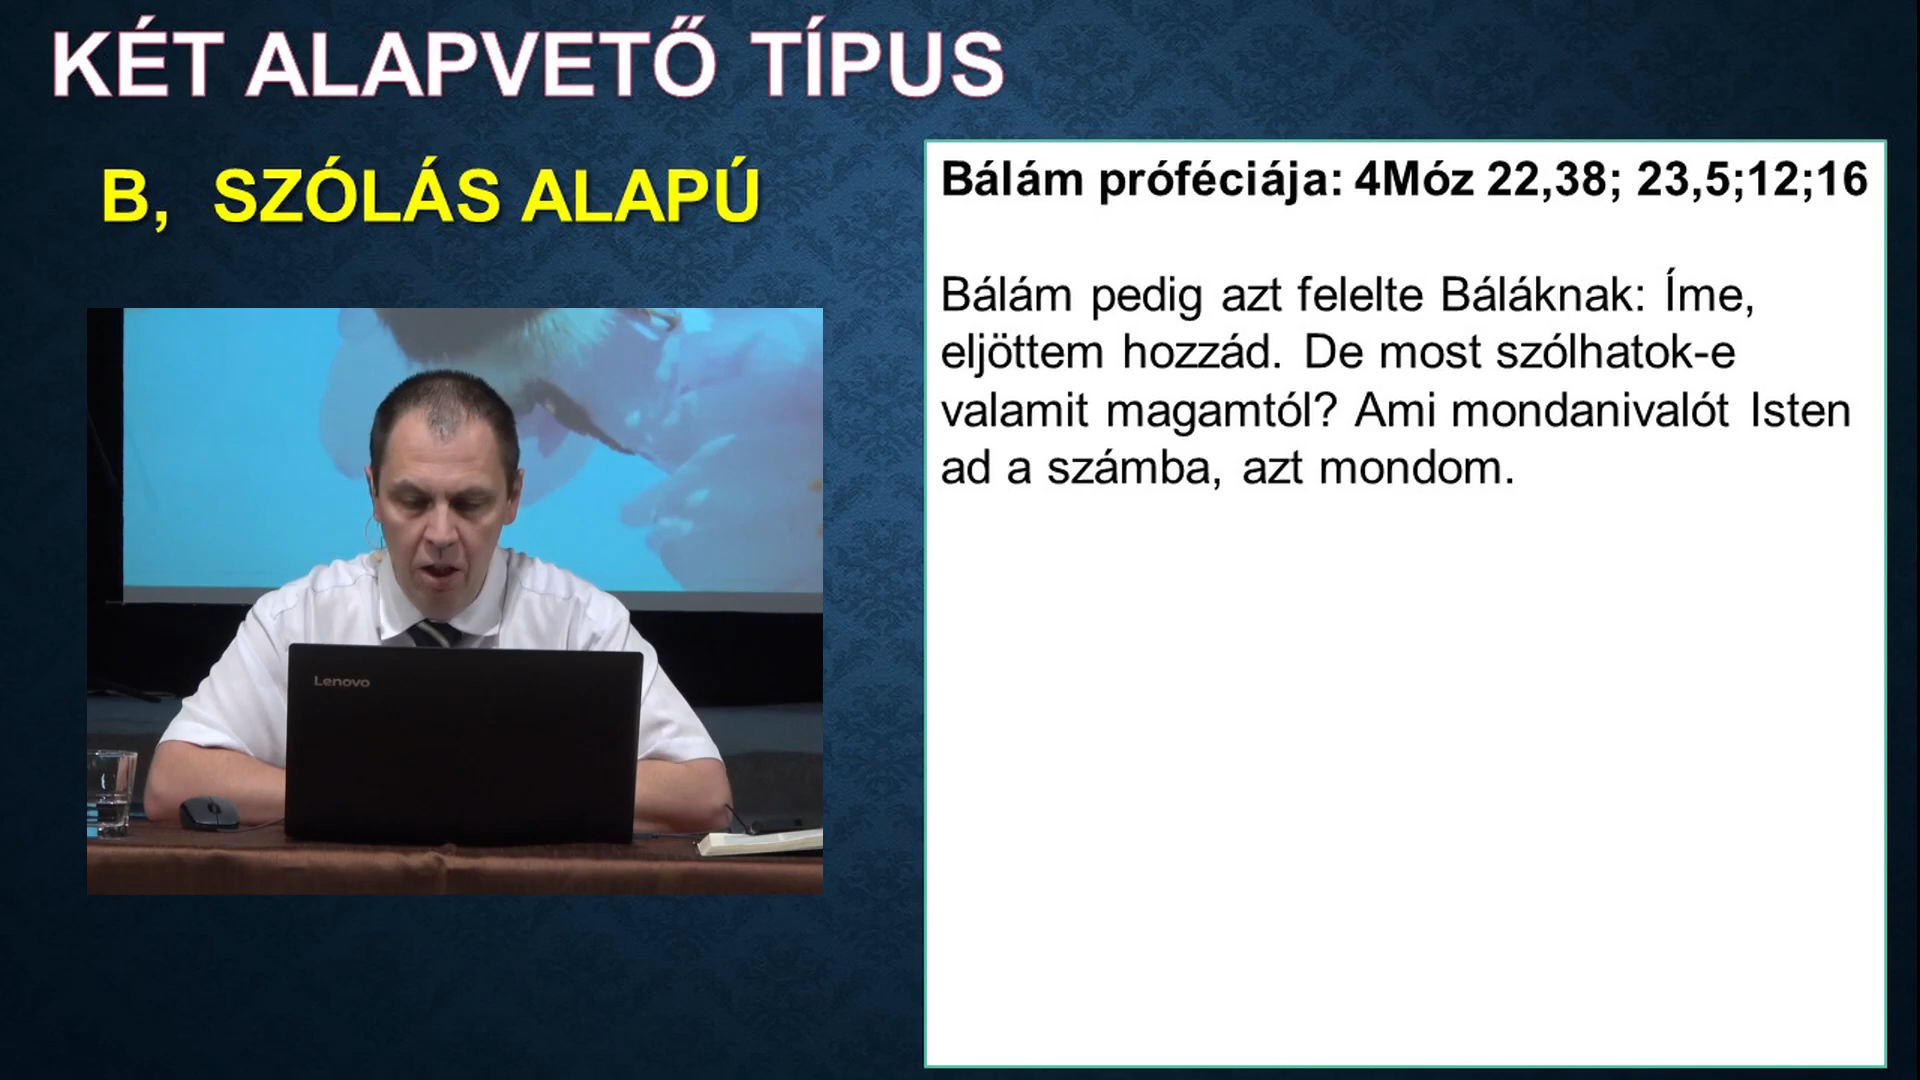 KÉT ALAPVETŐ TÍPUS
B, SZÓLÁS ALAPÚ
Bálám próféciája: 4Móz 22,38; 23,5;12;16
Bálám pedig azt felelte Báláknak: Íme,
eljöttem hozzád. De most szólhatok-e
valamit magamtól? Ami mondanivalót Isten
ad a számba, azt mondom.
Lenovo